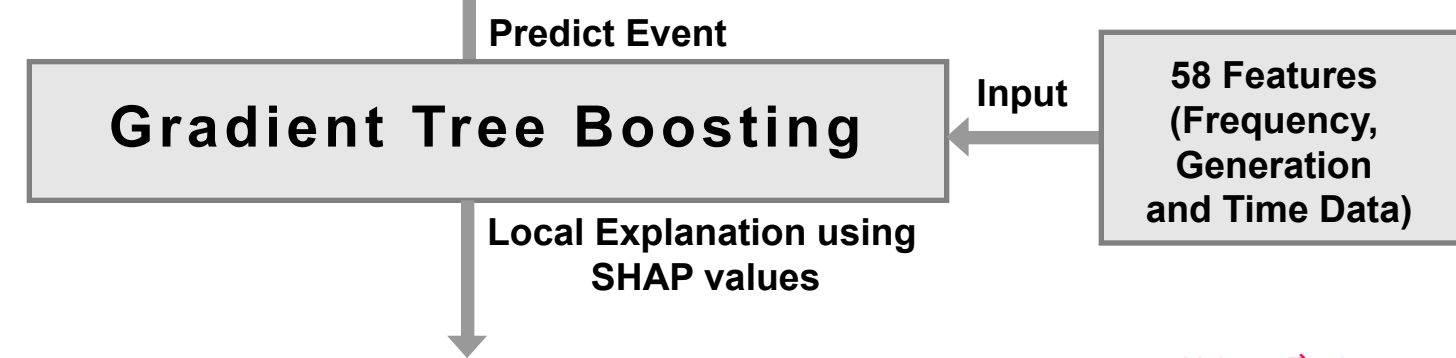 Predict Event
Gradient Tree Boosting
Input
58 Features
(Frequency,
Generation
and Time Data)
Local Explanation using
SHAP values